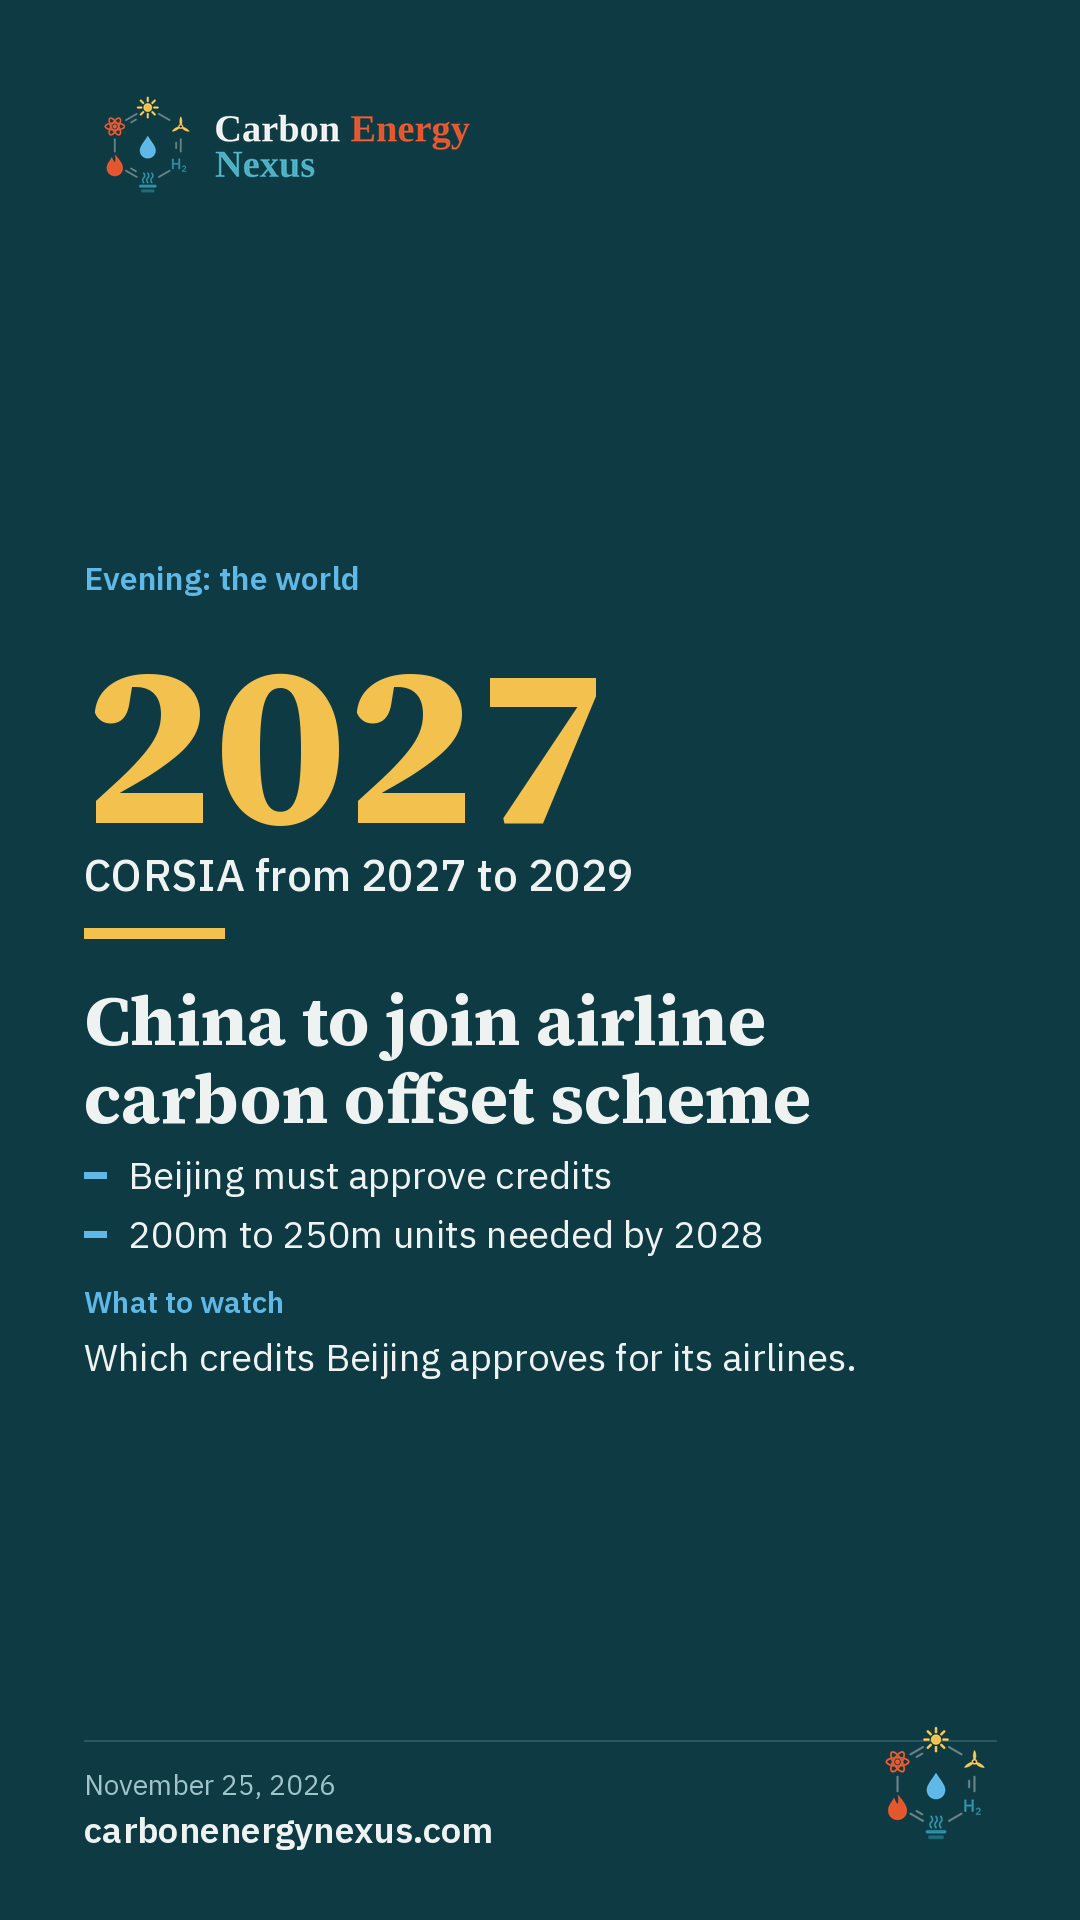 Carbon Energy
Nexus
H₂
Evening: the world
2027
CORSIA from 2027 to 2029
China to join airline
carbon offset scheme
Beijing must approve credits
200m to 250m units needed by 2028
What to watch
Which credits Beijing approves for its airlines.
November 25, 2026
carbonenergynexus.com
H₂